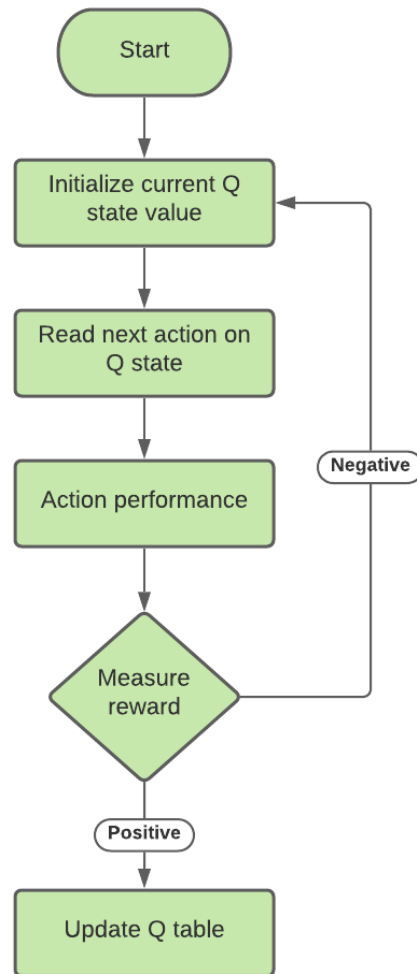 Start
Initialize current Q
state value
Read next action on
Q state
Action performance
Negative
Measure
reward
Positive
Update Q table